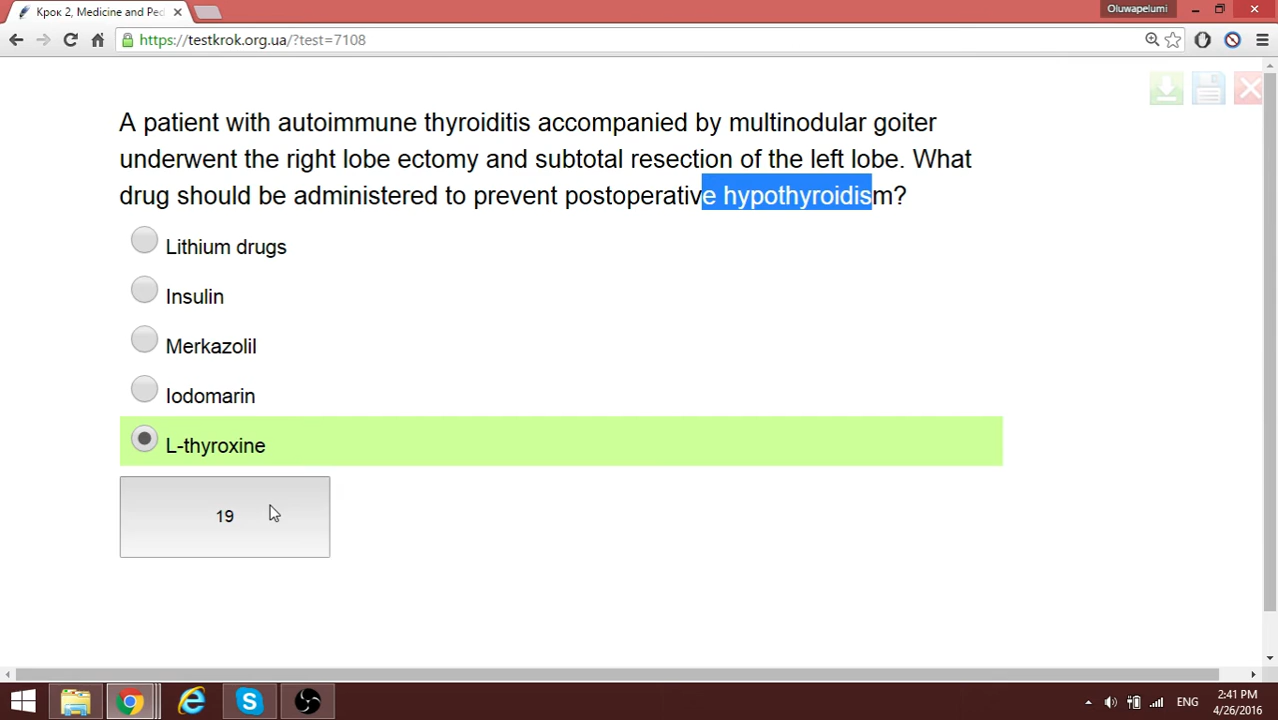 Крок 2, Medicine and Ped
Oluwapelumi
https://testkrok.org.ua/?test=7108
A patient with autoimmune thyroiditis accompanied by multinodular goiter
underwent the right lobe ectomy and subtotal resection of the left lobe. What
drug should be administered to prevent postoperative hypothyroidism?
Lithium drugs
Insulin
Merkazolil
Iodomarin
L-thyroxine
19
ENG
2:41 PM
4/26/2016